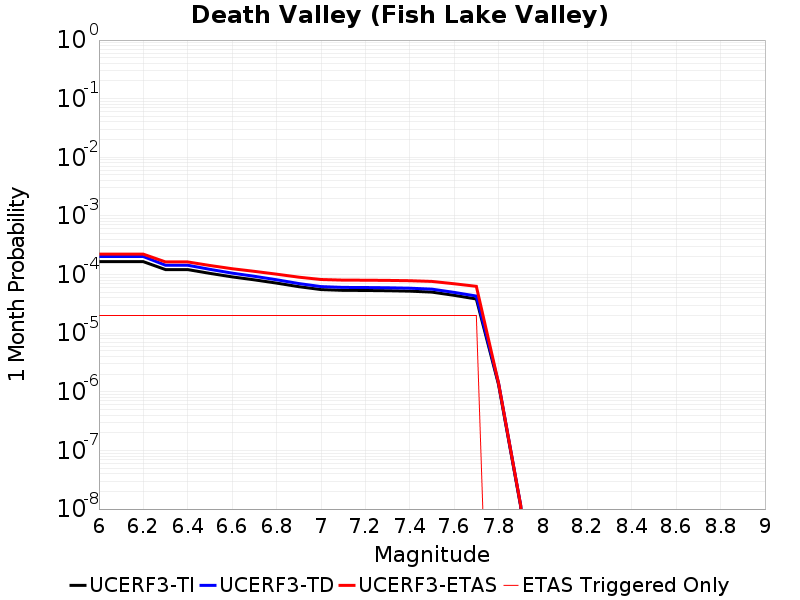 Death Valley (Fish Lake Valley)
10^0
10^-1
10^-2
10^-3
10^-4
10^-5
10^-6
10^-7
10^-8
1 Month Probability
6 6.2 6.4 6.6 6.8 7 7.2 7.4 7.6 7.8 8 8.2 8.4 8.6 8.8 9
Magnitude
UCERF3-TI UCERF3-TD UCERF3-ETAS ETAS Triggered Only